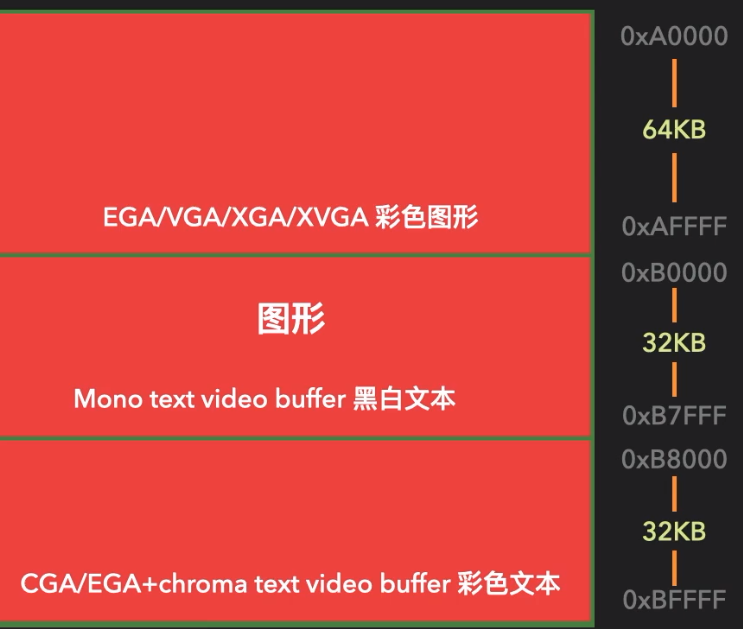 0xA0000
64KB
EGA/VGA/XGA/XVGA 彩色图形
0xAFFFF
0xB0000
图形
32KB
Mono text video buffer 黑白文本
0xB7FFF
0xB8000
32KB
CGA/EGA+chroma text video buffer 彩色文本
0xBFFFF